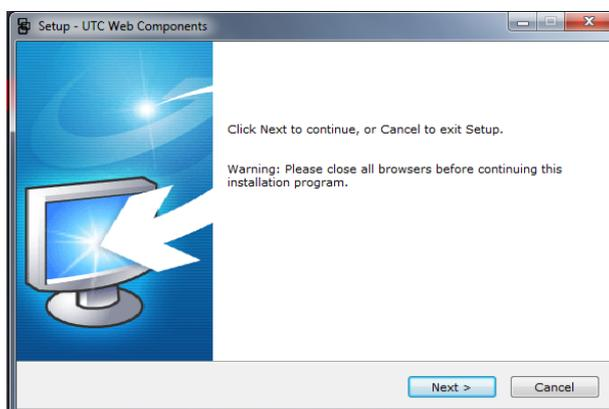 Setup - UTC Web Components
Click Next to continue, or Cancel to exit Setup.
Warning: Please close all browsers before continuing this
installation program.
Next >
Cancel